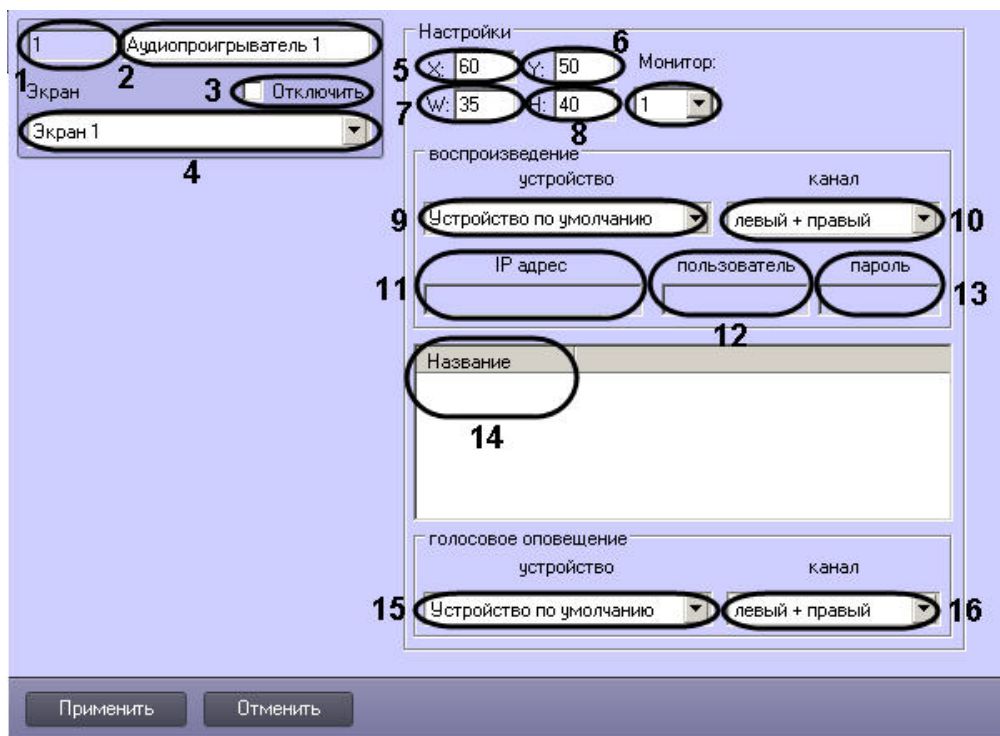 1 Аудиопроигрыватель 1
1 2
Экран 3 Отключить
Экран 1
4
Настройки
6
5 X: 60 Y: 50 Монитор:
7 W: 35 H: 40 1
8
воспроизведение
устройство канал
9 Устройство по умолчанию левый + правый 10
IP адрес пользователь пароль
11 13
12
Название
14
голосовое оповещение
устройство канал
15 Устройство по умолчанию левый + правый 16
Применить Отменить